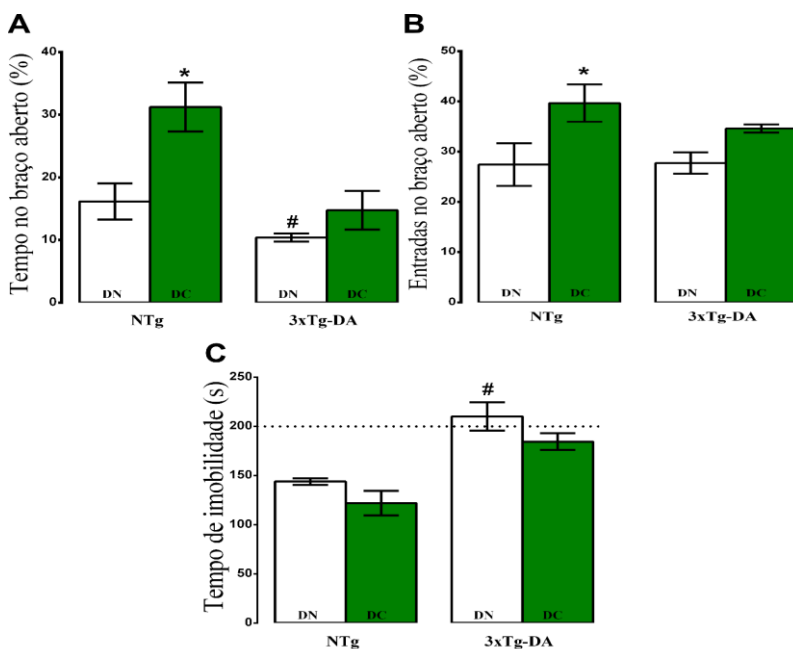 A
Tempo no braço aberto (%)
40
30
20
10
0
*
#
DN
DC
DN
DC
NTg
3xTg-DA
B
Entradas no braço aberto (%)
50
40
30
20
10
0
*
DN
DC
DN
DC
NTg
3xTg-DA
C
Tempo de imobilidade (s)
250
200
150
100
50
0
#
DN
DC
DN
DC
NTg
3xTg-DA